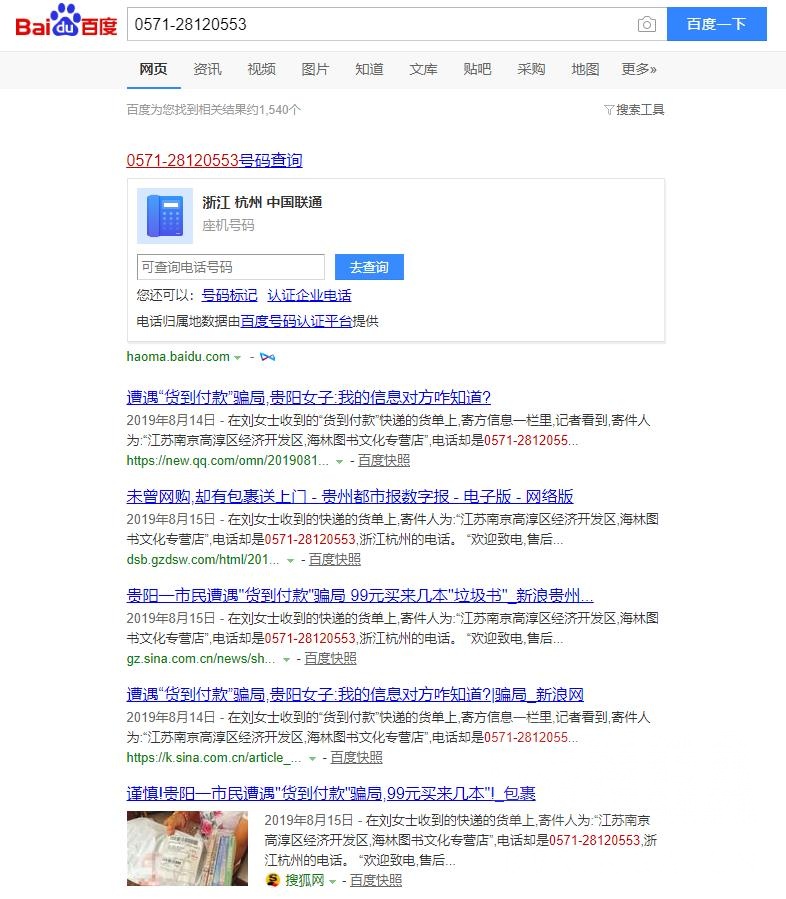 Bai du 百度 0571-28120553 百度一下
网页 资讯 视频 图片 知道 文库 贴吧 采购 地图 更多»
百度为您找到相关结果约1,540个 搜索工具
0571-28120553号码查询
浙江 杭州 中国联通
座机号码
可查询电话号码 去查询
您还可以: 号码标记 认证企业电话
电话归属地数据由百度号码认证平台提供
haoma.baidu.com -
遭遇“货到付款”骗局,贵阳女子:我的信息对方咋知道?
2019年8月14日 - 在刘女士收到的“货到付款”快递的货单上,寄方信息一栏里,记者看到,寄件人
为:“江苏南京高淳区经济开发区,海林图书文化专营店”,电话却是0571-2812055...
https://new.qq.com/omn/2019081... - 百度快照
未曾网购,却有包裹送上门 - 贵州都市报数字报 - 电子版 - 网络版
2019年8月15日 - 在刘女士收到的快递的货单上,寄件人为:“江苏南京高淳区经济开发区,海林图
书文化专营店”,电话却是0571-28120553,浙江杭州的电话。 “欢迎致电,售后...
dsb.gzdsw.com/html/201... - 百度快照
贵阳一市民遭遇"货到付款"骗局 99元买来几本"垃圾书"_新浪贵州...
2019年8月15日 - 在刘女士收到的快递的货单上,寄件人为:“江苏南京高淳区经济开发区,海林图
书文化专营店”,电话却是0571-28120553,浙江杭州的电话。 “欢迎致电,售后...
gz.sina.com.cn/news/sh... - 百度快照
遭遇“货到付款”骗局,贵阳女子:我的信息对方咋知道?|骗局_新浪网
2019年8月14日 - 在刘女士收到的“货到付款”快递的货单上,寄方信息一栏里,记者看到,寄件人
为:“江苏南京高淳区经济开发区,海林图书文化专营店”,电话却是0571-2812055...
https://k.sina.com.cn/article_... - 百度快照
谨慎!贵阳一市民遭遇"货到付款"骗局,99元买来几本"!_包裹
2019年8月15日 - 在刘女士收到的快递的货单上,寄件人为:“江苏南京
高淳区经济开发区,海林图书文化专营店”,电话却是0571-28120553,浙
江杭州的电话。 “欢迎致电,售后...
搜狐网 - 百度快照